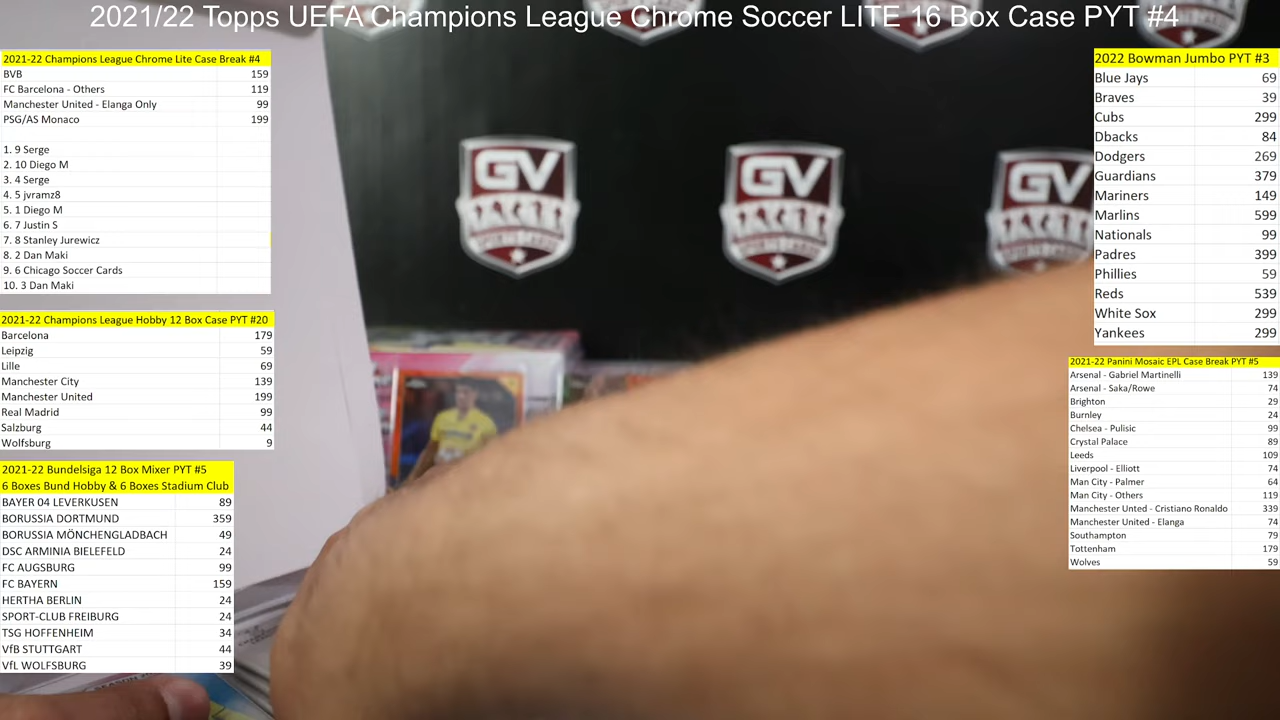 2021/22 Topps UEFA Champions League Chrome Soccer LITE 16 Box Case PYT #4
2021-22 Champions League Chrome Lite Case Break #4
BVB 159
FC Barcelona - Others 119
Manchester United - Elanga Only 99
PSG/AS Monaco 199
1. 9 Serge
2. 10 Diego M
3. 4 Serge
4. 5 jvramz8
5. 1 Diego M
6. 7 Justin S
7. 8 Stanley Jurewicz
8. 2 Dan Maki
9. 6 Chicago Soccer Cards
10. 3 Dan Maki
2021-22 Champions League Hobby 12 Box Case PYT #20
Barcelona 179
Leipzig 59
Lille 69
Manchester City 139
Manchester United 199
Real Madrid 99
Salzburg 44
Wolfsburg 9
2021-22 Bundelsiga 12 Box Mixer PYT #5
6 Boxes Bund Hobby & 6 Boxes Stadium Club
BAYER 04 LEVERKUSEN 89
BORUSSIA DORTMUND 359
BORUSSIA MÖNCHENGLADBACH 49
DSC ARMINIA BIELEFELD 24
FC AUGSBURG 99
FC BAYERN 159
HERTHA BERLIN 24
SPORT-CLUB FREIBURG 24
TSG HOFFENHEIM 34
VfB STUTTGART 44
VfL WOLFSBURG 39
GV
GV
GV
SPORTS CARDS
SPORTS CARDS
2022 Bowman Jumbo PYT #3
Blue Jays 69
Braves 39
Cubs 299
Dbacks 84
Dodgers 269
Guardians 379
Mariners 149
Marlins 599
Nationals 99
Padres 399
Phillies 59
Reds 539
White Sox 299
Yankees 299
2021-22 Panini Mosaic EPL Case Break PYT #5
Arsenal - Gabriel Martinelli 139
Arsenal - Saka/Rowe 74
Brighton 29
Burnley 24
Chelsea - Pulisic 99
Crystal Palace 89
Leeds 109
Liverpool - Elliott 74
Man City - Palmer 64
Man City - Others 119
Manchester Unted - Cristiano Ronaldo 339
Manchester United - Elanga 74
Southampton 79
Tottenham 179
Wolves 59